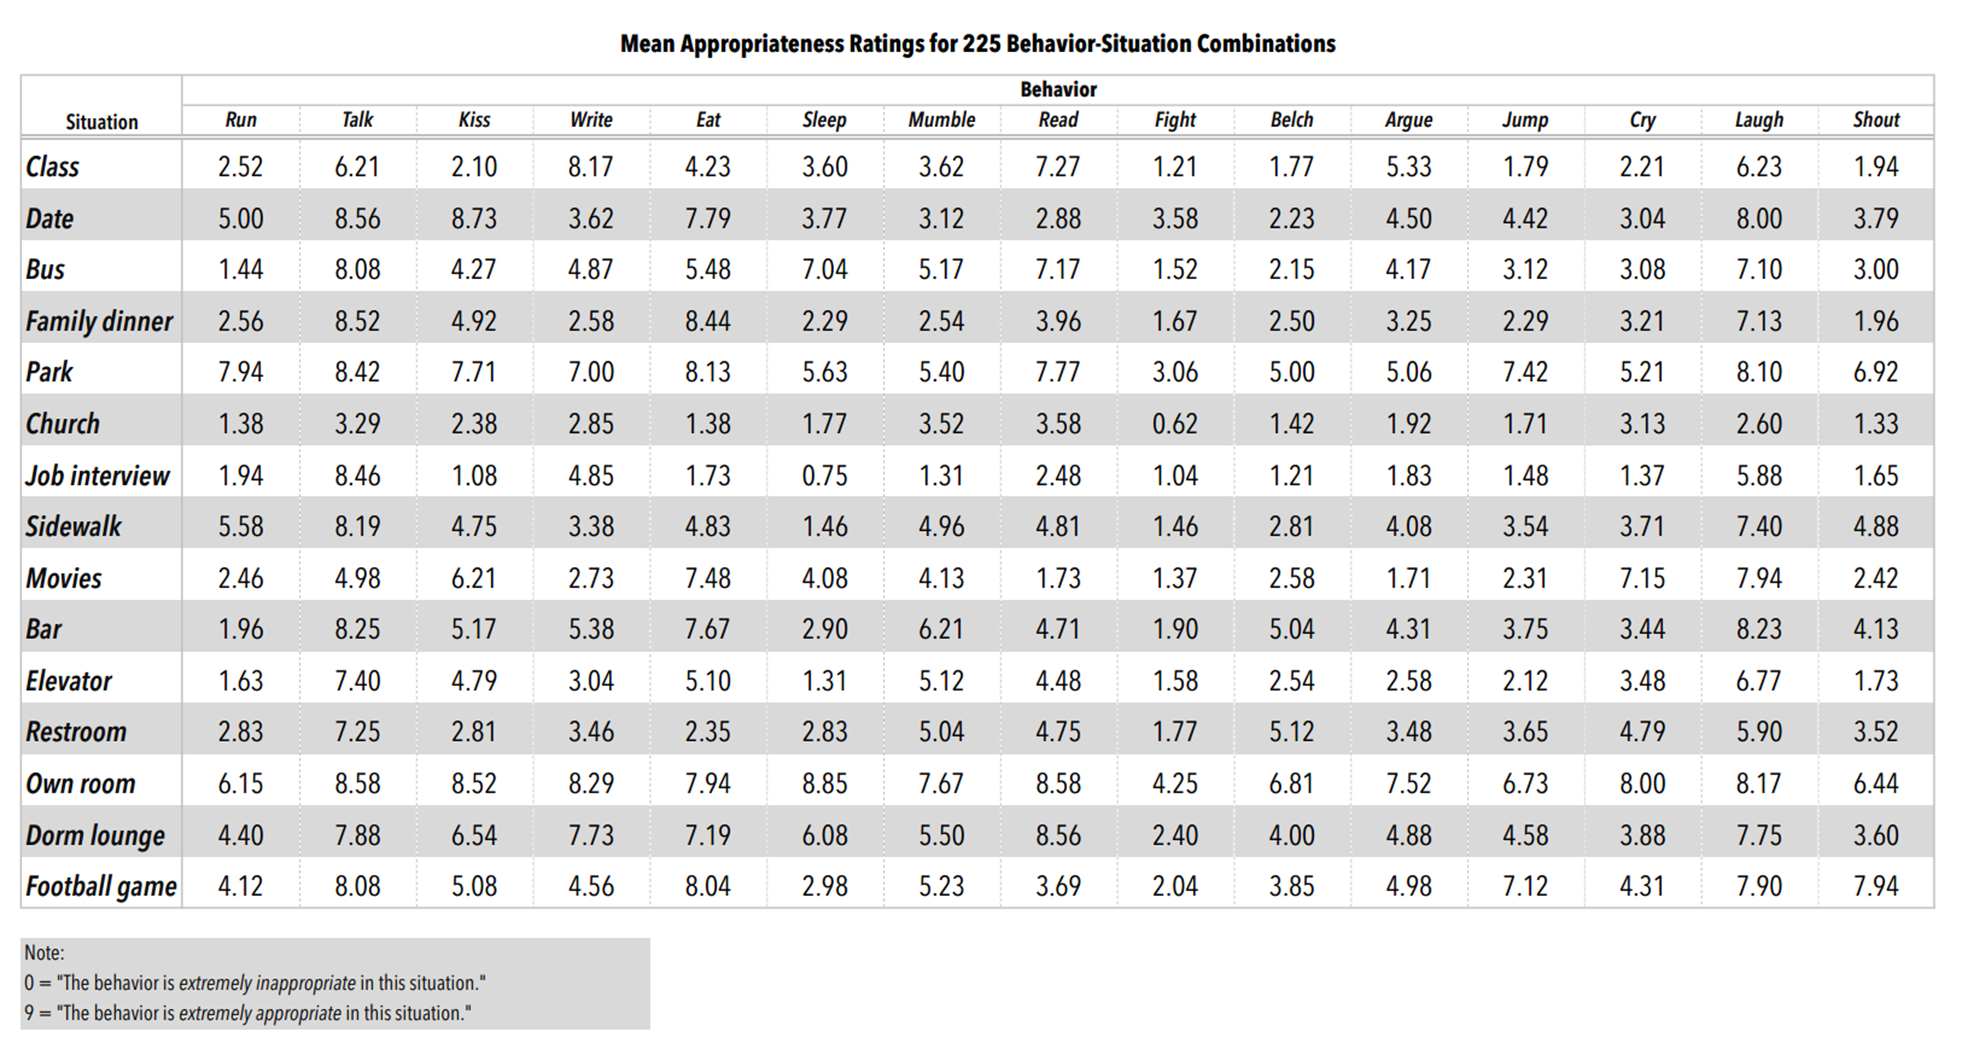 Mean Appropriateness Ratings for 225 Behavior-Situation Combinations
Behavior
Situation Run Talk Kiss Write Eat Sleep Mumble Read Fight Belch Argue Jump Cry Laugh Shout
Class 2.52 6.21 2.10 8.17 4.23 3.60 3.62 7.27 1.21 1.77 5.33 1.79 2.21 6.23 1.94
Date 5.00 8.56 8.73 3.62 7.79 3.77 3.12 2.88 3.58 2.23 4.50 4.42 3.04 8.00 3.79
Bus 1.44 8.08 4.27 4.87 5.48 7.04 5.17 7.17 1.52 2.15 4.17 3.12 3.08 7.10 3.00
Family dinner 2.56 8.52 4.92 2.58 8.44 2.29 2.54 3.96 1.67 2.50 3.25 2.29 3.21 7.13 1.96
Park 7.94 8.42 7.71 7.00 8.13 5.63 5.40 7.77 3.06 5.00 5.06 7.42 5.21 8.10 6.92
Church 1.38 3.29 2.38 2.85 1.38 1.77 3.52 3.58 0.62 1.42 1.92 1.71 3.13 2.60 1.33
Job interview 1.94 8.46 1.08 4.85 1.73 0.75 1.31 2.48 1.04 1.21 1.83 1.48 1.37 5.88 1.65
Sidewalk 5.58 8.19 4.75 3.38 4.83 1.46 4.96 4.81 1.46 2.81 4.08 3.54 3.71 7.40 4.88
Movies 2.46 4.98 6.21 2.73 7.48 4.08 4.13 1.73 1.37 2.58 1.71 2.31 7.15 7.94 2.42
Bar 1.96 8.25 5.17 5.38 7.67 2.90 6.21 4.71 1.90 5.04 4.31 3.75 3.44 8.23 4.13
Elevator 1.63 7.40 4.79 3.04 5.10 1.31 5.12 4.48 1.58 2.54 2.58 2.12 3.48 6.77 1.73
Restroom 2.83 7.25 2.81 3.46 2.35 2.83 5.04 4.75 1.77 5.12 3.48 3.65 4.79 5.90 3.52
Own room 6.15 8.58 8.52 8.29 7.94 8.85 7.67 8.58 4.25 6.81 7.52 6.73 8.00 8.17 6.44
Dorm lounge 4.40 7.88 6.54 7.73 7.19 6.08 5.50 8.56 2.40 4.00 4.88 4.58 3.88 7.75 3.60
Football game 4.12 8.08 5.08 4.56 8.04 2.98 5.23 3.69 2.04 3.85 4.98 7.12 4.31 7.90 7.94
Note:
0 = "The behavior is extremely inappropriate in this situation."
9 = "The behavior is extremely appropriate in this situation."